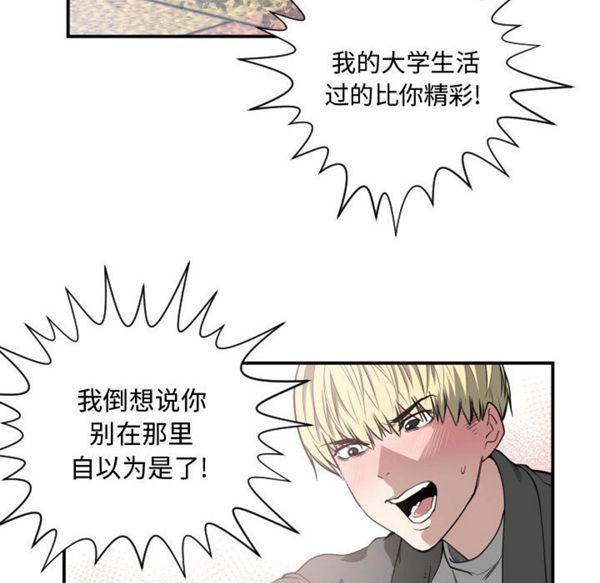 我的大学生活
过的比你精彩!
我倒想说你
别在那里
自以为是了!